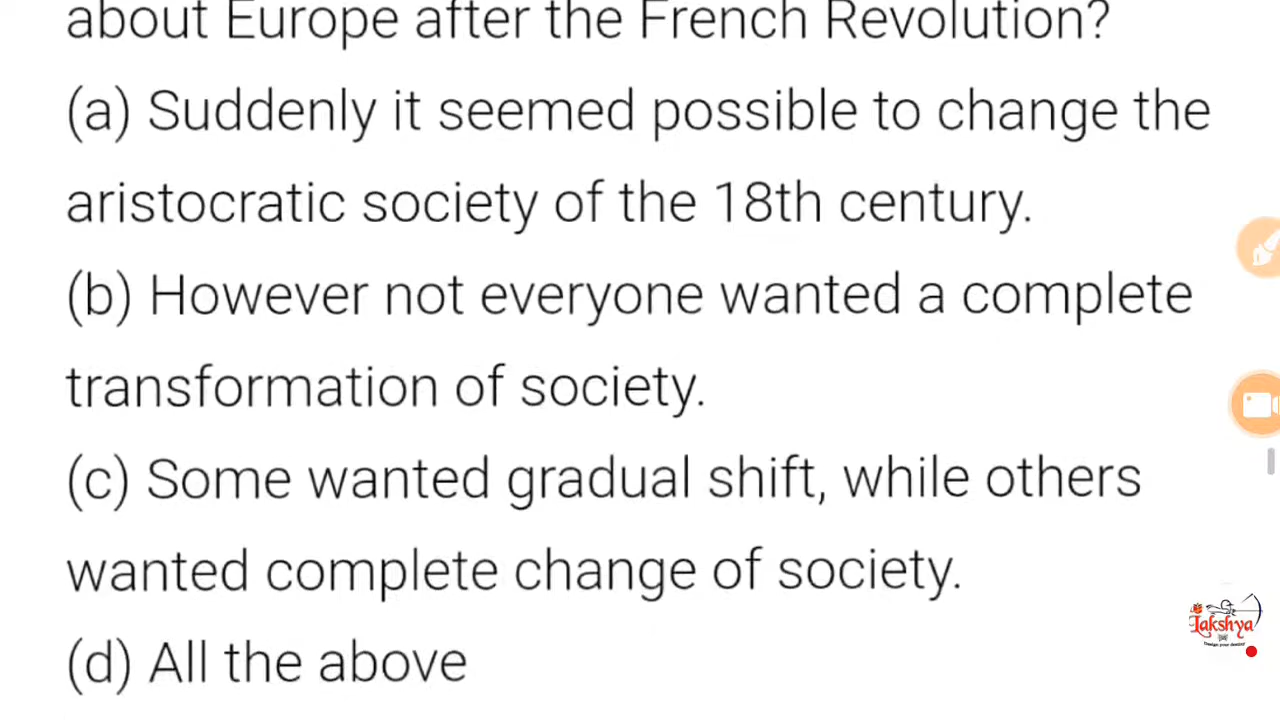 about Europe after the French Revolution?
(a) Suddenly it seemed possible to change the
aristocratic society of the 18th century.
(b) However not everyone wanted a complete
transformation of society.
(c) Some wanted gradual shift, while others
wanted complete change of society.
(d) All the above
Lakshya